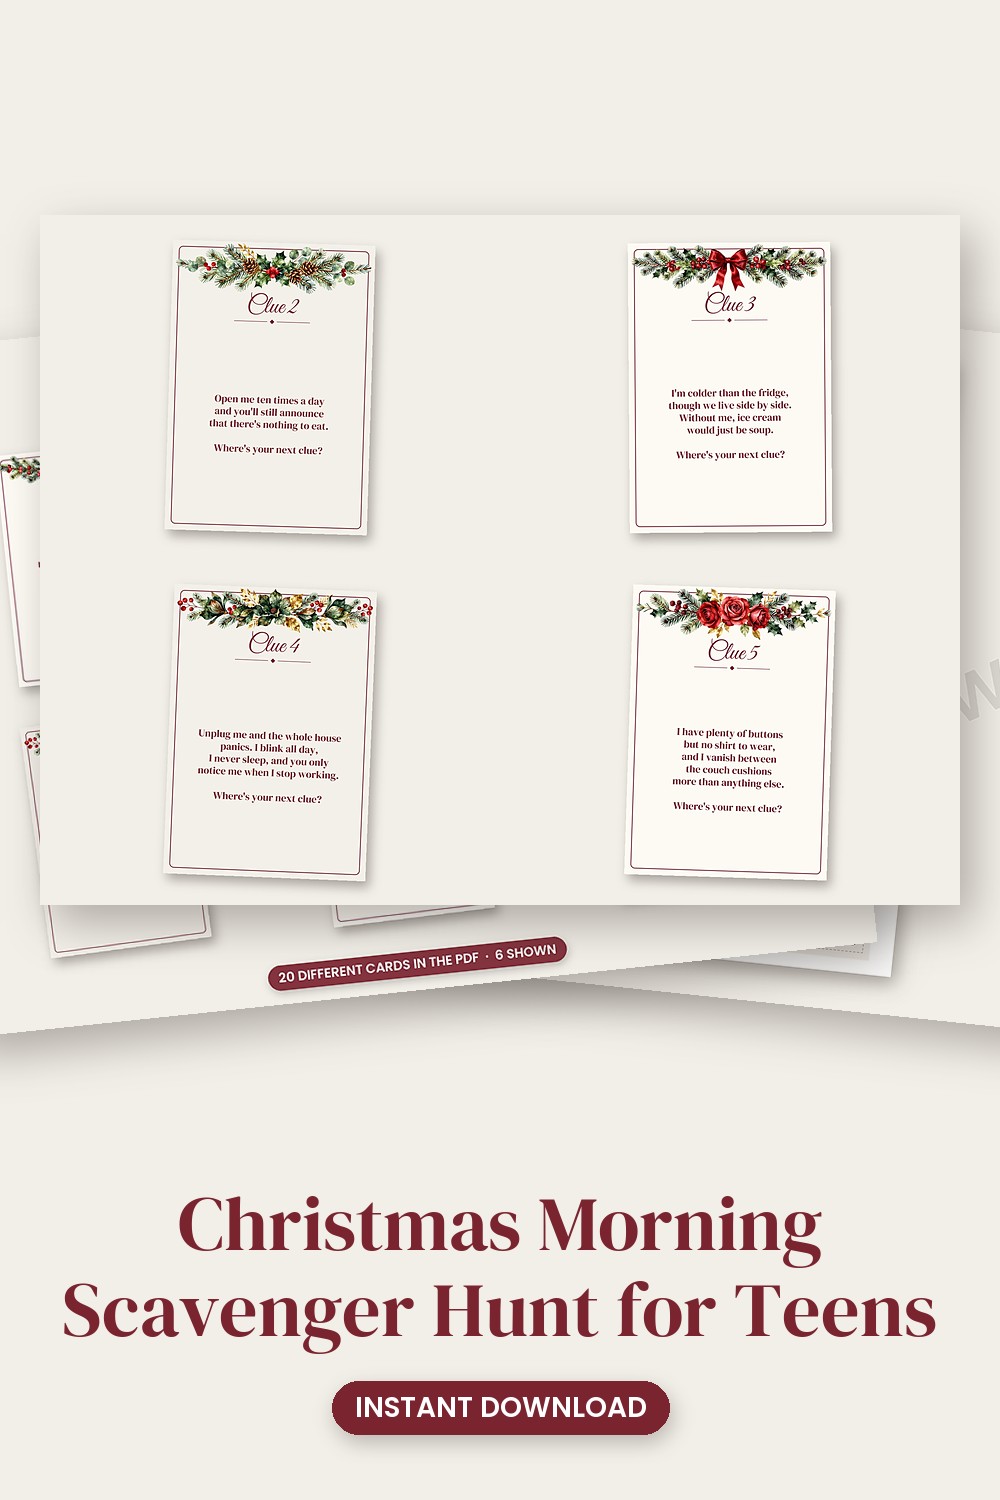 Clue 2
Open me ten times a day
and you'll still announce
that there's nothing to eat.
Where's your next clue?
Clue 3
I'm colder than the fridge,
though we live side by side.
Without me, ice cream
would just be soup.
Where's your next clue?
Clue 4
Unplug me and the whole house
panics. I blink all day,
I never sleep, and you only
notice me when I stop working.
Where's your next clue?
Clue 5
I have plenty of buttons
but no shirt to wear,
and I vanish between
the couch cushions
more than anything else.
Where's your next clue?
20 DIFFERENT CARDS IN THE PDF · 6 SHOWN
Christmas Morning
Scavenger Hunt for Teens
INSTANT DOWNLOAD